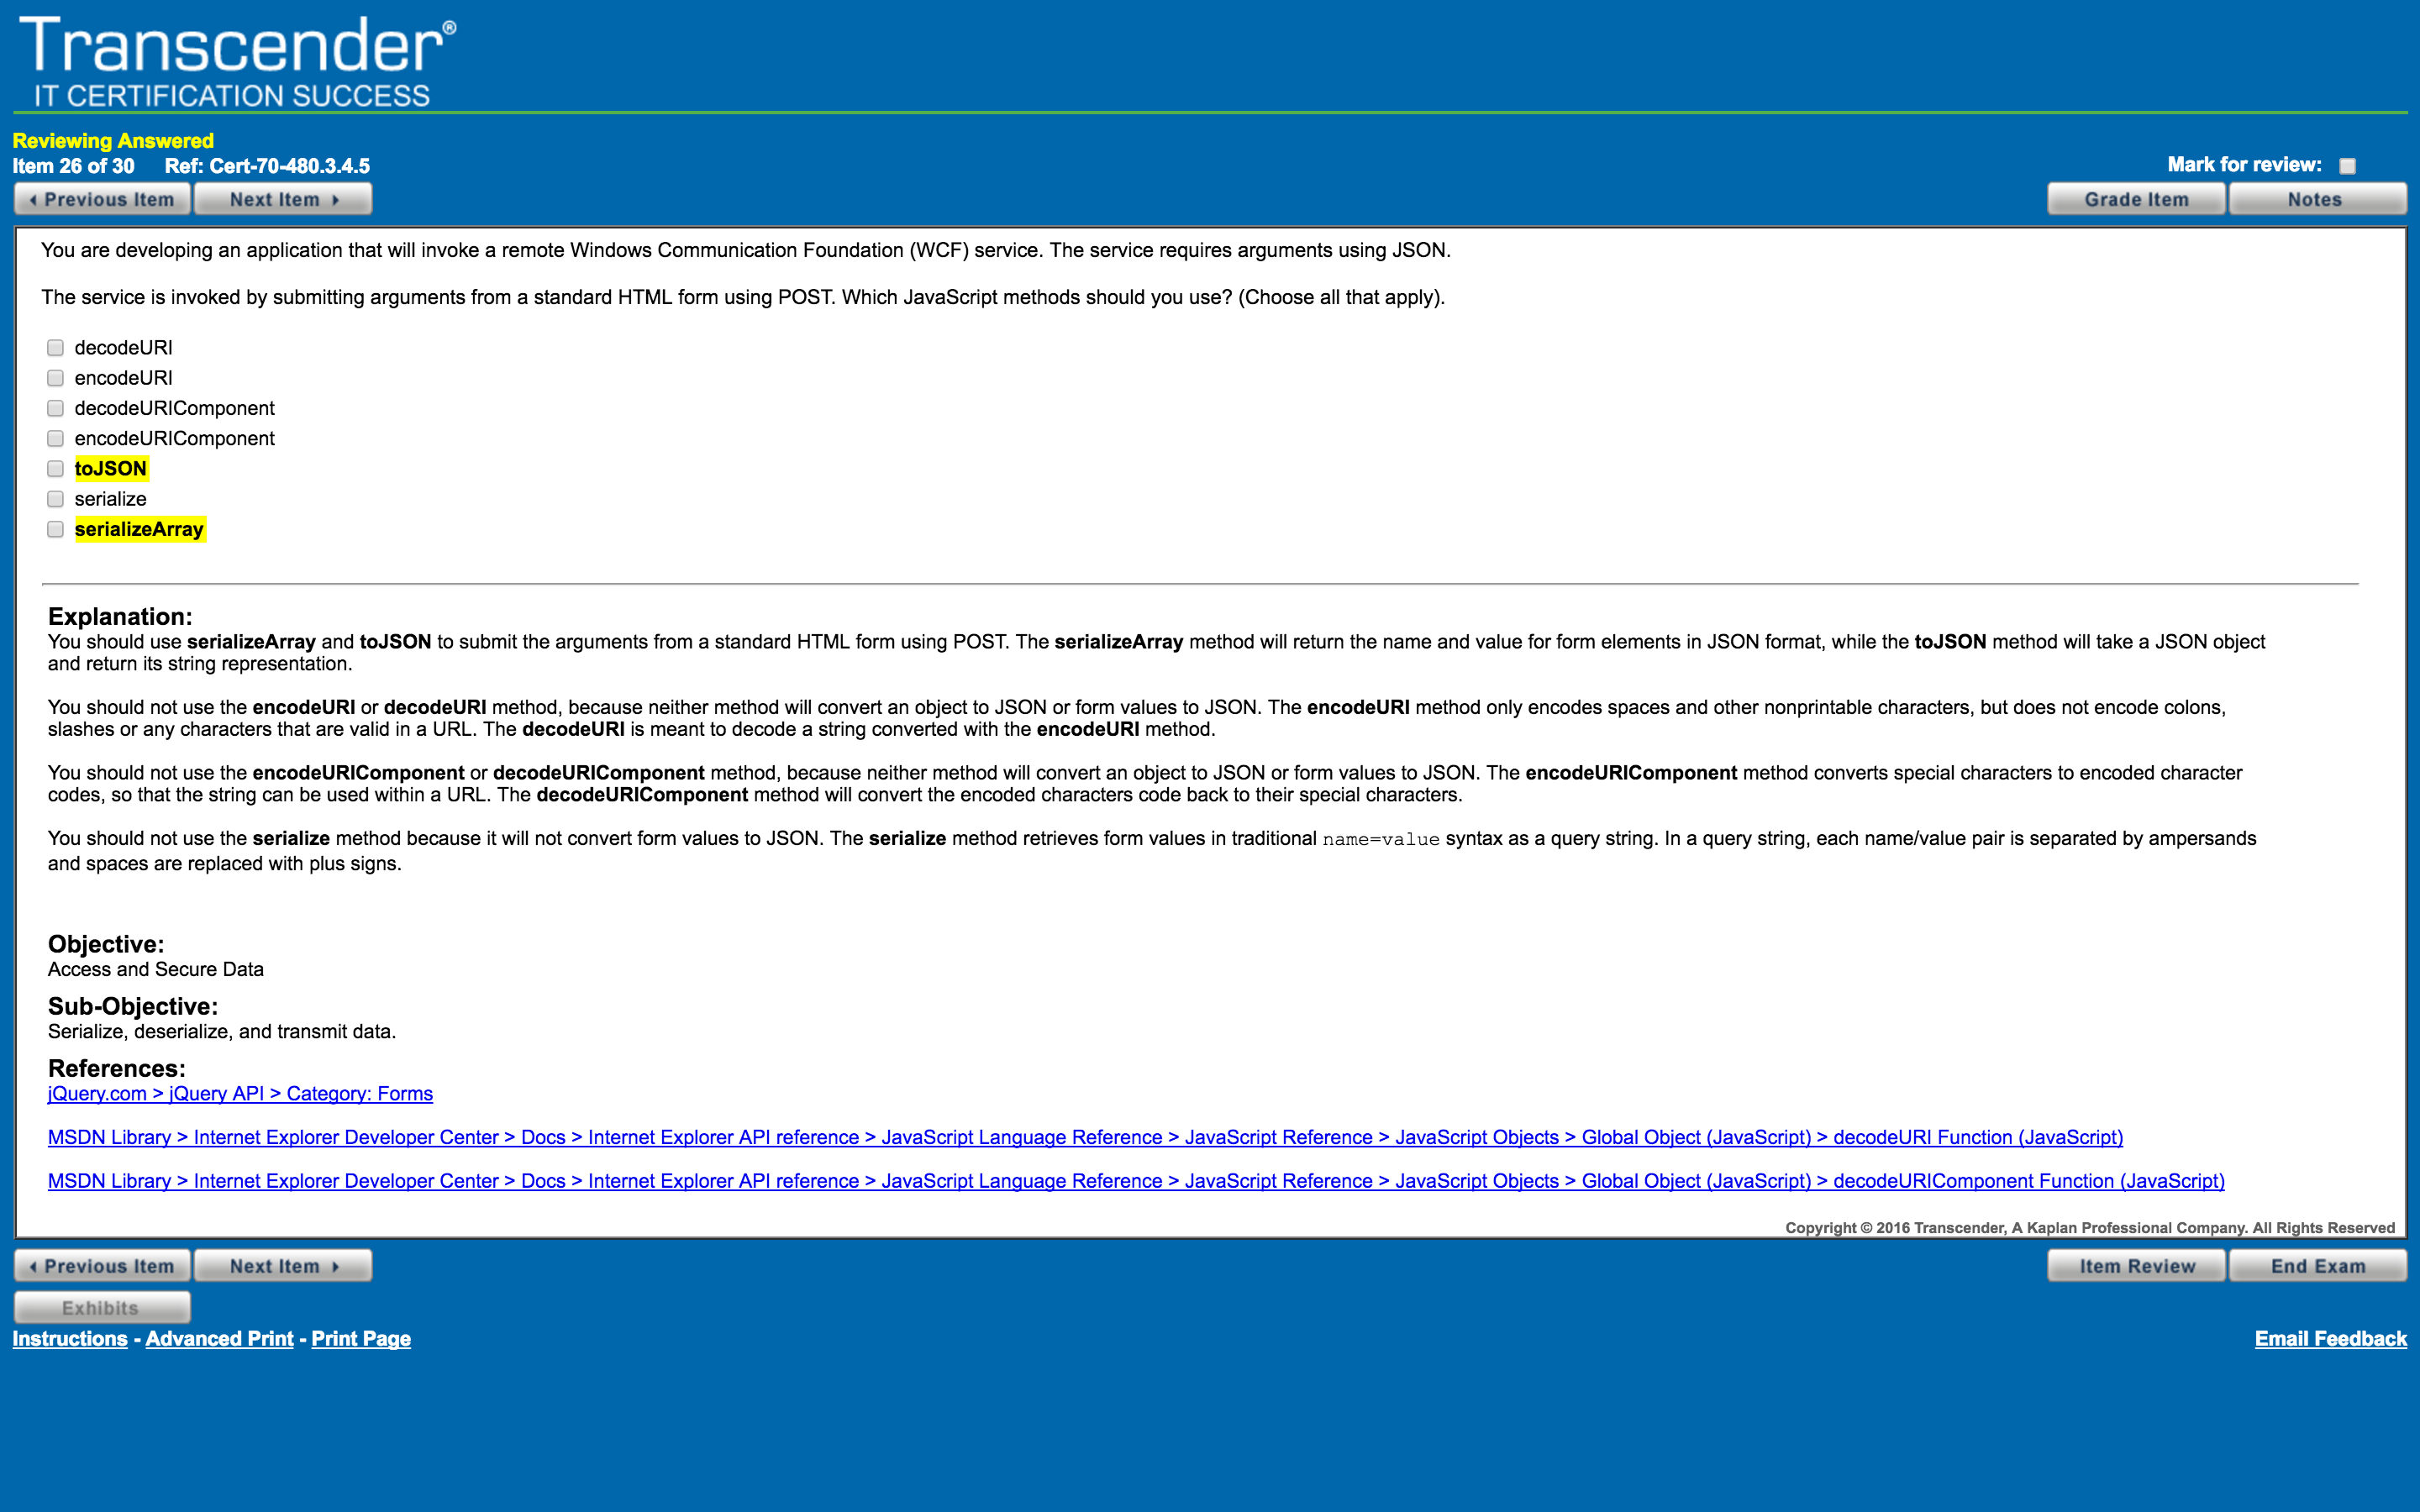 Transcender®
IT CERTIFICATION SUCCESS
Reviewing Answered
Item 26 of 30 Ref: Cert-70-480.3.4.5
Mark for review:
Previous Item Next Item Grade Item Notes
You are developing an application that will invoke a remote Windows Communication Foundation (WCF) service. The service requires arguments using JSON.
The service is invoked by submitting arguments from a standard HTML form using POST. Which JavaScript methods should you use? (Choose all that apply).
decodeURI
encodeURI
decodeURIComponent
encodeURIComponent
toJSON
serialize
serializeArray
Explanation:
You should use serializeArray and toJSON to submit the arguments from a standard HTML form using POST. The serializeArray method will return the name and value for form elements in JSON format, while the toJSON method will take a JSON object
and return its string representation.
You should not use the encodeURI or decodeURI method, because neither method will convert an object to JSON or form values to JSON. The encodeURI method only encodes spaces and other nonprintable characters, but does not encode colons,
slashes or any characters that are valid in a URL. The decodeURI is meant to decode a string converted with the encodeURI method.
You should not use the encodeURIComponent or decodeURIComponent method, because neither method will convert an object to JSON or form values to JSON. The encodeURIComponent method converts special characters to encoded character
codes, so that the string can be used within a URL. The decodeURIComponent method will convert the encoded characters code back to their special characters.
You should not use the serialize method because it will not convert form values to JSON. The serialize method retrieves form values in traditional name=value syntax as a query string. In a query string, each name/value pair is separated by ampersands
and spaces are replaced with plus signs.
Objective:
Access and Secure Data
Sub-Objective:
Serialize, deserialize, and transmit data.
References:
jQuery.com > jQuery API > Category: Forms
MSDN Library > Internet Explorer Developer Center > Docs > Internet Explorer API reference > JavaScript Language Reference > JavaScript Reference > JavaScript Objects > Global Object (JavaScript) > decodeURI Function (JavaScript)
MSDN Library > Internet Explorer Developer Center > Docs > Internet Explorer API reference > JavaScript Language Reference > JavaScript Reference > JavaScript Objects > Global Object (JavaScript) > decodeURIComponent Function (JavaScript)
Copyright © 2016 Transcender, A Kaplan Professional Company. All Rights Reserved
Previous Item Next Item Item Review End Exam
Exhibits
Instructions - Advanced Print - Print Page Email Feedback